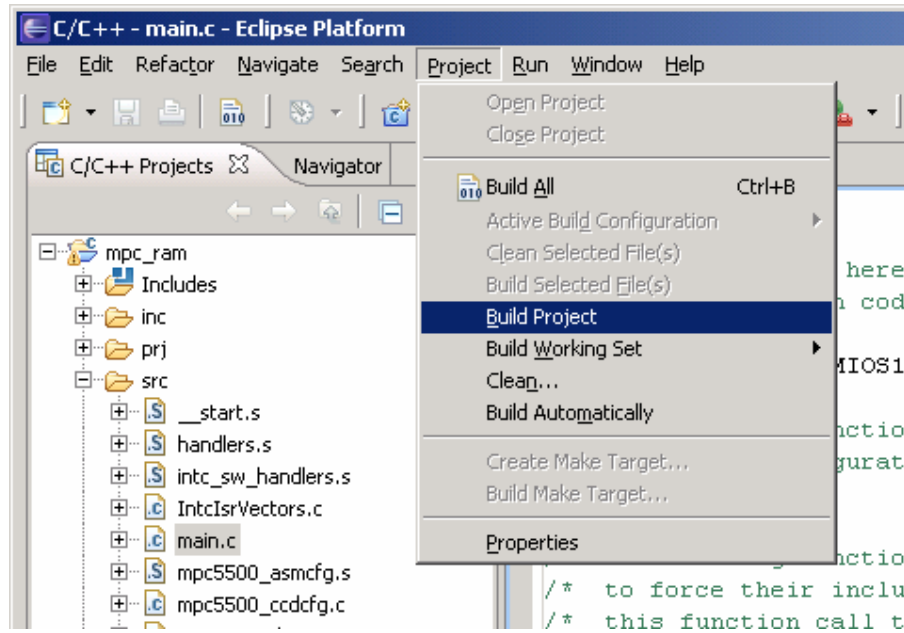 C/C++ - main.c - Eclipse Platform
File Edit Refactor Navigate Search Project Run Window Help
010
C/C++ Projects Navigator
mpc_ram
Includes
inc
prj
src
__start.s
handlers.s
intc_sw_handlers.s
IntcIsrVectors.c
main.c
mpc5500_asmcfg.s
mpc5500_ccdcfg.c
Open Project
Close Project
010 Build All Ctrl+B
Active Build Configuration
Clean Selected File(s)
Build Selected File(s)
Build Project
Build Working Set
Clean...
Build Automatically
Create Make Target...
Build Make Target...
Properties
here
n cod
MIOS1
nctio
gurat
nctio
/* to force their inclu
/* this function call t